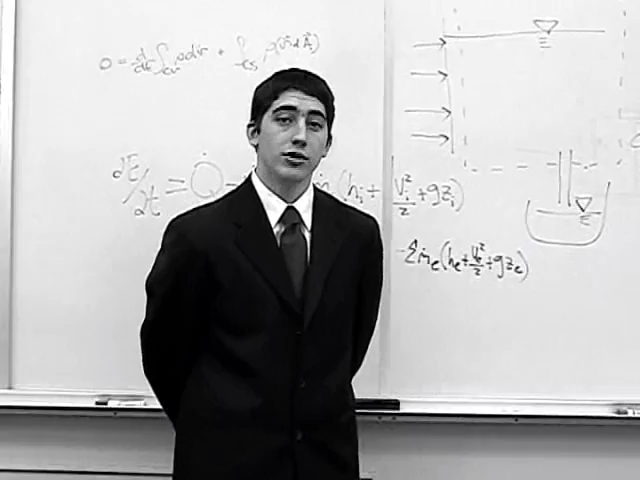 0 = d/dt ∫cv ρdV + ∫cs ρ(V·dA)
dE/dt = Q̇ - ṁ (hi + Vi²/2 + gzi)
-Σṁe(he + Ve²/2 + gze)